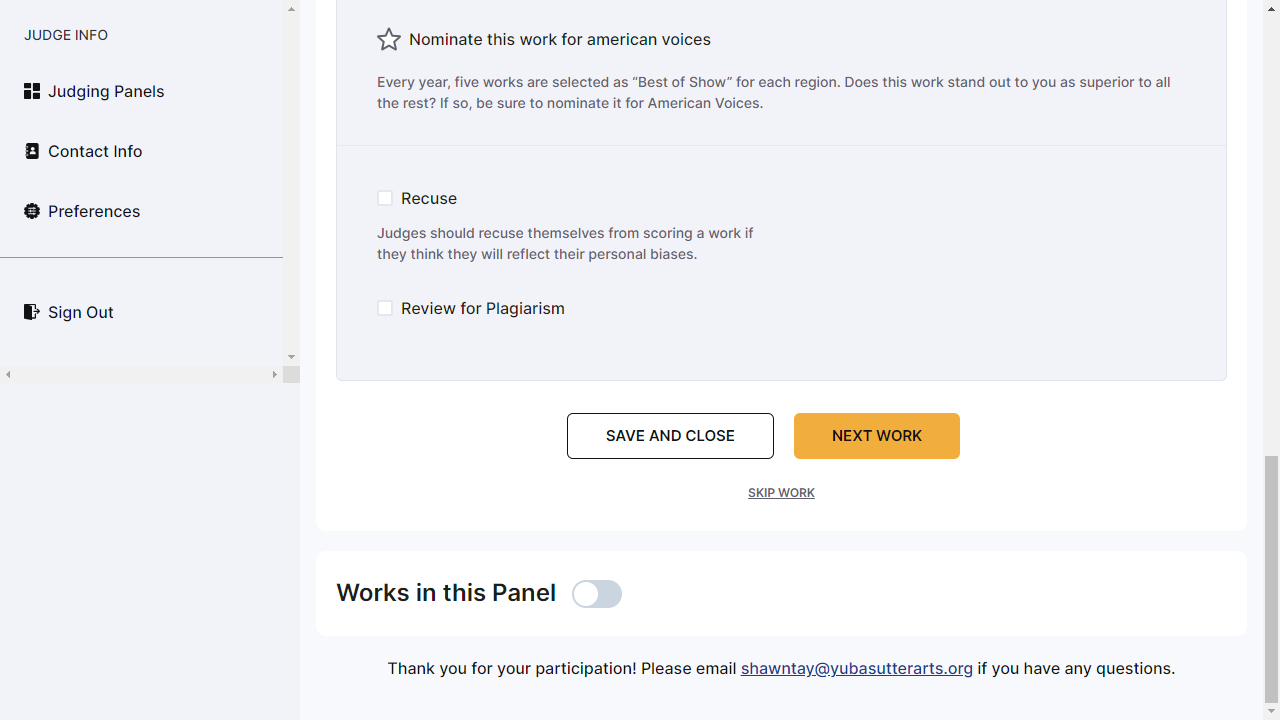 JUDGE INFO
Judging Panels
Contact Info
Preferences
Sign Out
Nominate this work for american voices
Every year, five works are selected as “Best of Show” for each region. Does this work stand out to you as superior to all
the rest? If so, be sure to nominate it for American Voices.
Recuse
Judges should recuse themselves from scoring a work if
they think they will reflect their personal biases.
Review for Plagiarism
SAVE AND CLOSE
NEXT WORK
SKIP WORK
Works in this Panel
Thank you for your participation! Please email shawntay@yubasutterarts.org if you have any questions.